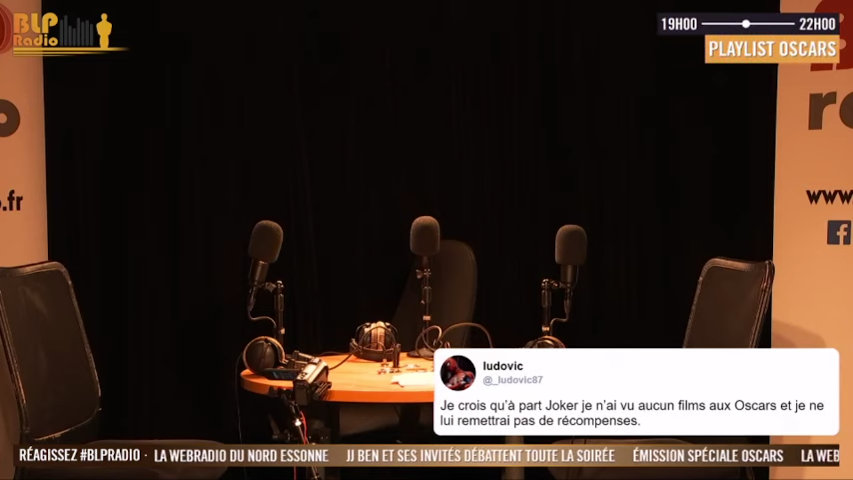 BLP
Radio
19H00 22H00
PLAYLIST OSCARS
.fr
www
ludovic
@_ludovic87
Je crois qu'à part Joker je n'ai vu aucun films aux Oscars et je ne
lui remettrai pas de récompenses.
RÉAGISSEZ #BLPRADIO · LA WEBRADIO DU NORD ESSONNE JJ BEN ET SES INVITÉS DÉBATTENT TOUTE LA SOIRÉE ÉMISSION SPÉCIALE OSCARS LA WEB